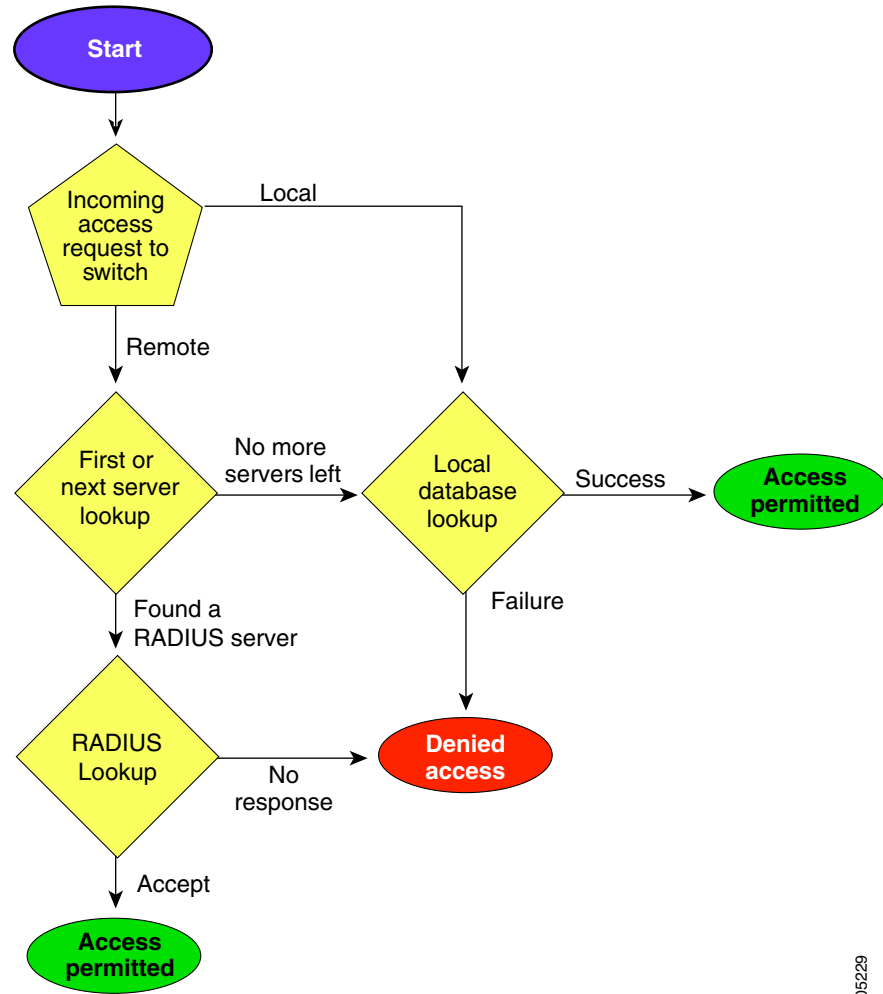 Start
Incoming
access
request to
switch
Local
Remote
First or
next server
lookup
No more
servers left
Local
database
lookup
Success
Access
permitted
Found a
RADIUS server
Failure
RADIUS
Lookup
No
response
Denied
access
Accept
Access
permitted
05229